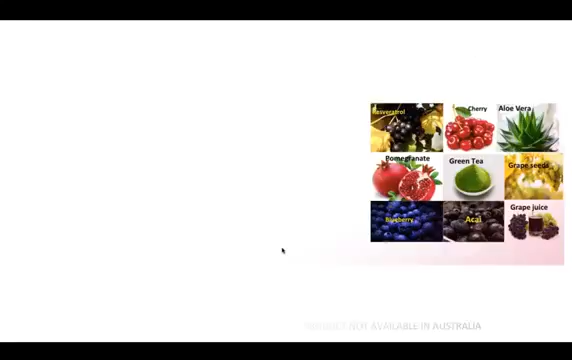 Resveratrol
Cherry
Aloe Vera
Pomegranate
Green Tea
Grape seeds
Blueberry
Acai
Grape juice
PRODUCT NOT AVAILABLE IN AUSTRALIA